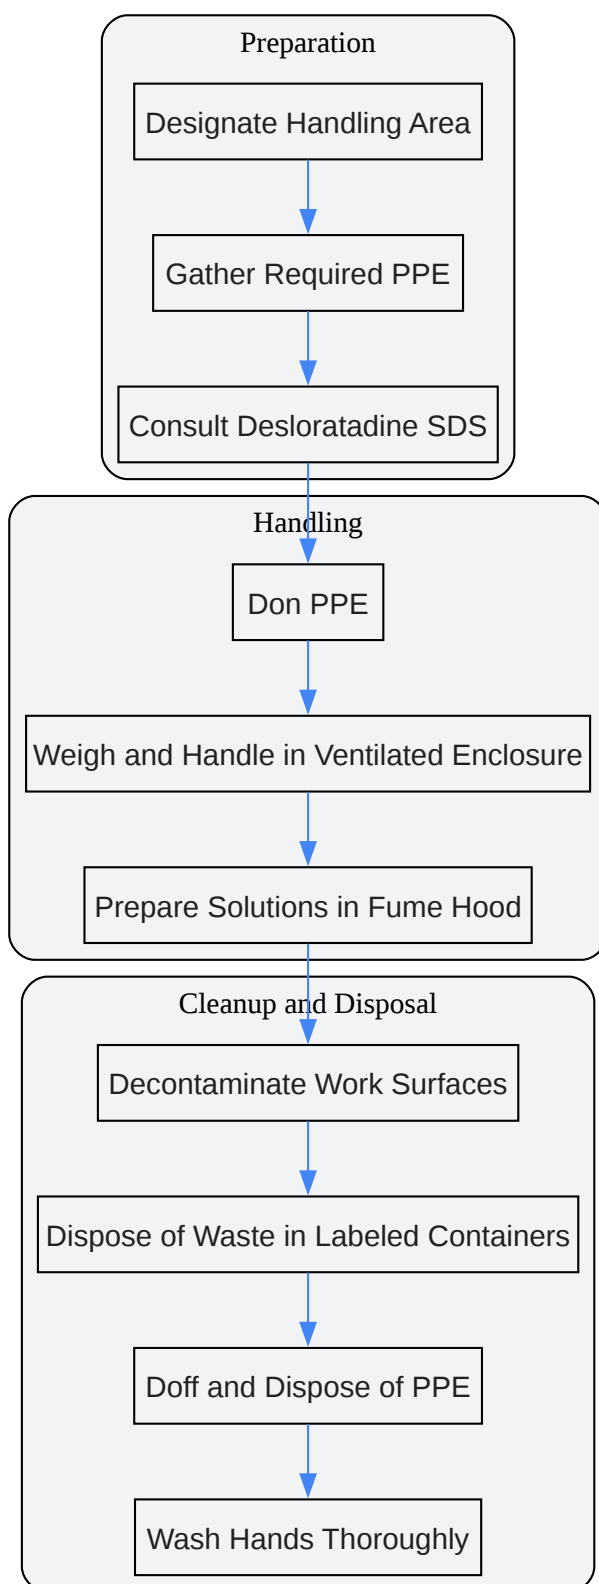 Preparation
Designate Handling Area
Gather Required PPE
Consult Desloratadine SDS
Handling
Don PPE
Weigh and Handle in Ventilated Enclosure
Prepare Solutions in Fume Hood
Cleanup and Disposal
Decontaminate Work Surfaces
Dispose of Waste in Labeled Containers
Doff and Dispose of PPE
Wash Hands Thoroughly